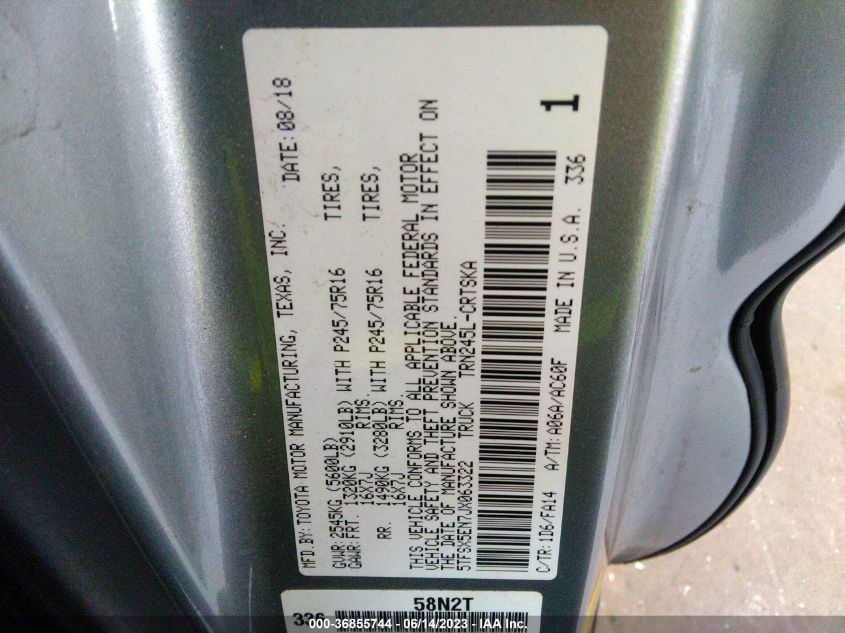 MFD.BY: TOYOTA MOTOR MANUFACTURING, TEXAS, INC. DATE: 08/18
GVWR: 2545KG (5600LB)
GAWR: FRT. 1320KG (2910LB) WITH P245/75R16 TIRES,
16X7J RIMS.
RR. 1490KG (3280LB) WITH P245/75R16 TIRES,
16X7J RIMS.
THIS VEHICLE CONFORMS TO ALL APPLICABLE FEDERAL MOTOR
VEHICLE SAFETY AND THEFT PREVENTION STANDARDS IN EFFECT ON
THE DATE OF MANUFACTURE SHOWN ABOVE.
5TFSX5EN7JX063322 TRUCK TRN245L-CRTSKA
C/TR: 1D6/FA14 A/TM: A06A/AC60F MADE IN U.S.A. 336
1
58N2T
336
000-36855744 - 06/14/2023 - IAA Inc.